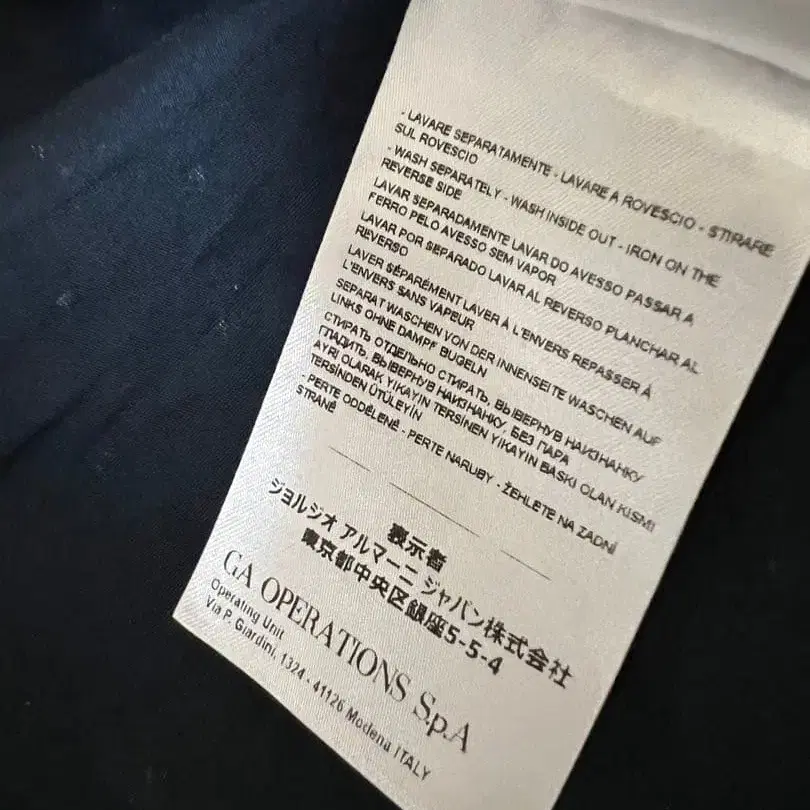 - LAVARE SEPARATAMENTE - LAVARE A ROVESCIO - STIRARE
SUL ROVESCIO
- WASH SEPARATELY - WASH INSIDE OUT - IRON ON THE
REVERSE SIDE
LAVAR SEPARADAMENTE LAVAR DO AVESSO PASSAR A
FERRO PELO AVESSO SEM VAPOR
LAVAR POR SEPARADO LAVAR AL REVERSO PLANCHAR AL
REVERSO
LAVER SÉPARÉMENT LAVER À L'ENVERS REPASSER À
L'ENVERS SANS VAPEUR
SEPARAT WASCHEN VON DER INNENSEITE WASCHEN AUF
LINKS OHNE DAMPF BÜGELN
СТИРАТЬ ОТДЕЛЬНО СТИРАТЬ, ВЫВЕРНУВ НАИЗНАНКУ
ГЛАДИТЬ, ВЫВЕРНУВ НАИЗНАНКУ, БЕЗ ПАРА
AYRI OLARAK YIKAYIN TERSİNEN YIKAYIN BASKI OLAN KISMI
TERSİNDEN ÜTÜLEYİN
- PERTE ODDĚLENĚ - PERTE NARUBY - ŽEHLETE NA ZADNÍ
STRANĚ
表示者
ジョルジオ アルマーニ ジャパン株式会社
東京都中央区銀座5-5-4
GA OPERATIONS S.p.A
Operating Unit
Via P. Giardini, 1324 - 41126 Modena ITALY